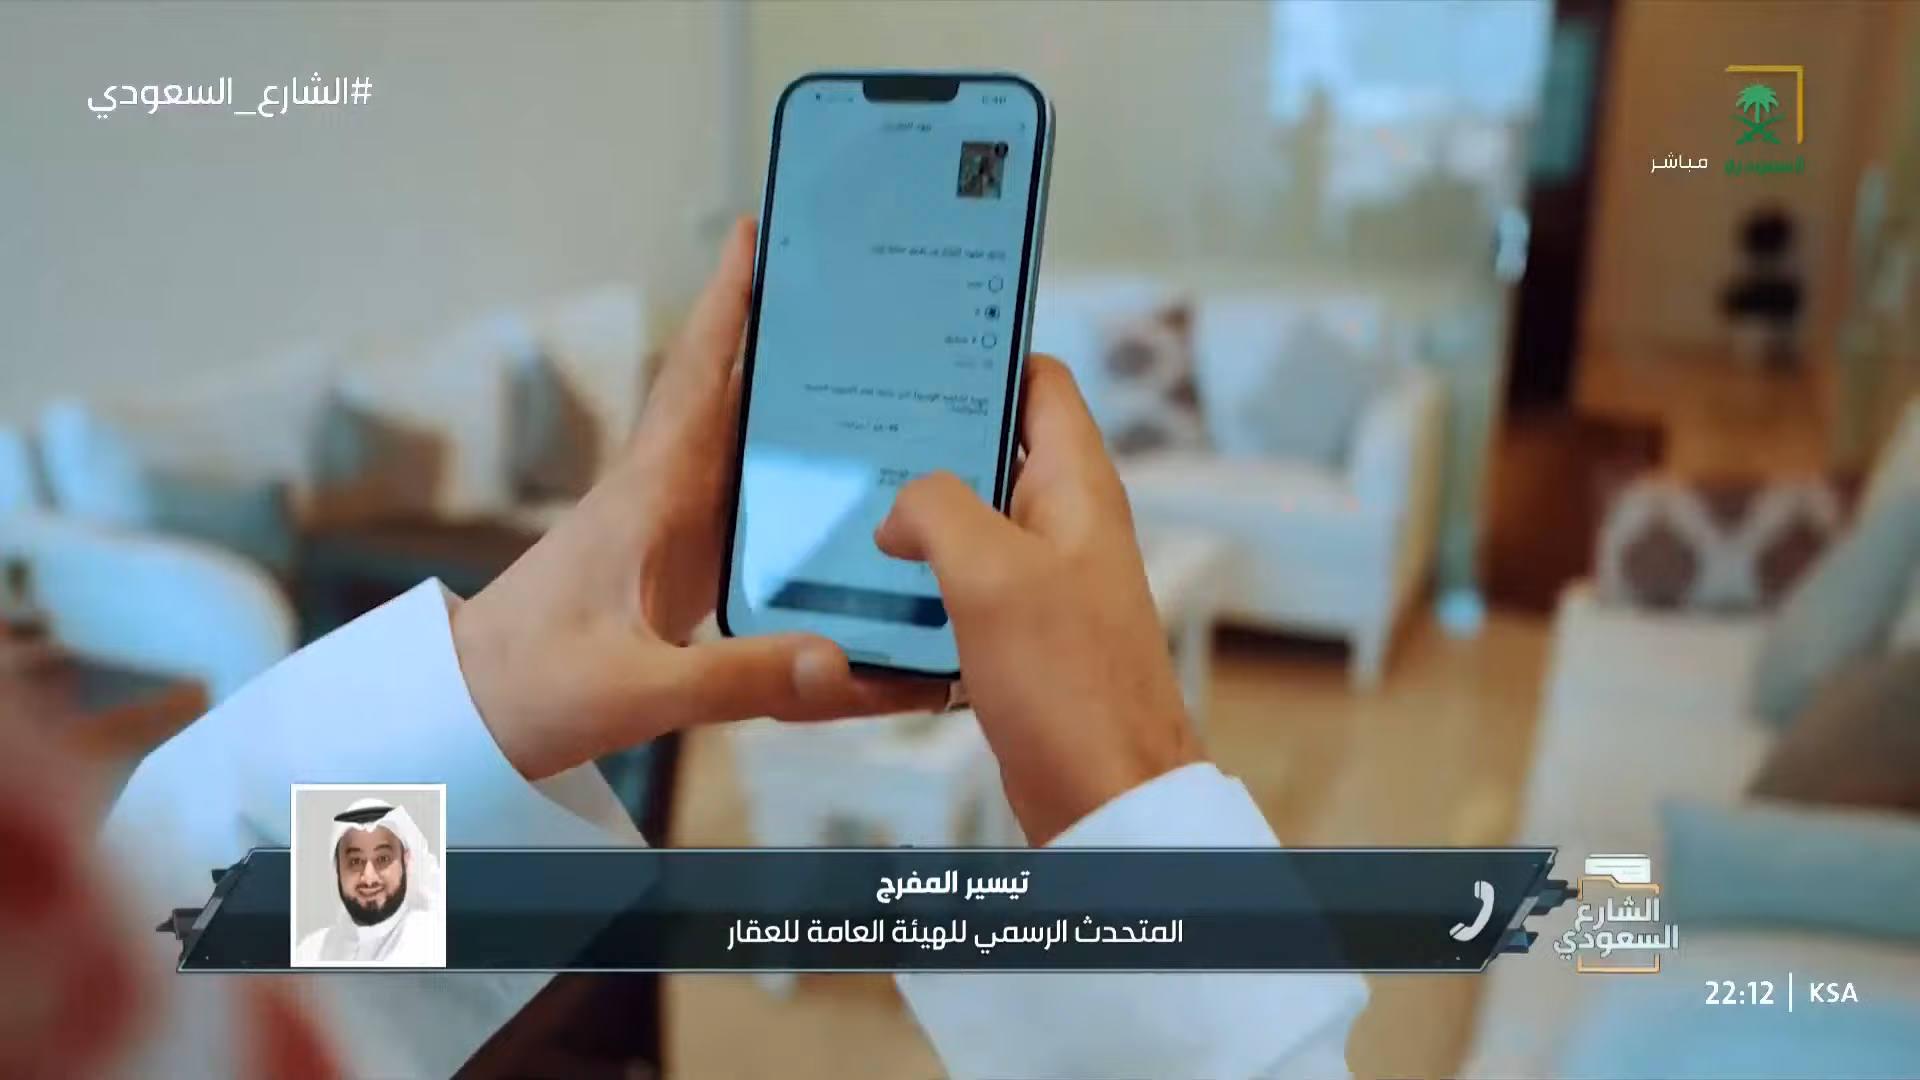 #الشارع_السعودي
السعودية
مباشر
تيسير المفرج
المتحدث الرسمي للهيئة العامة للعقار
الشارع
السعودي
22:12 | KSA